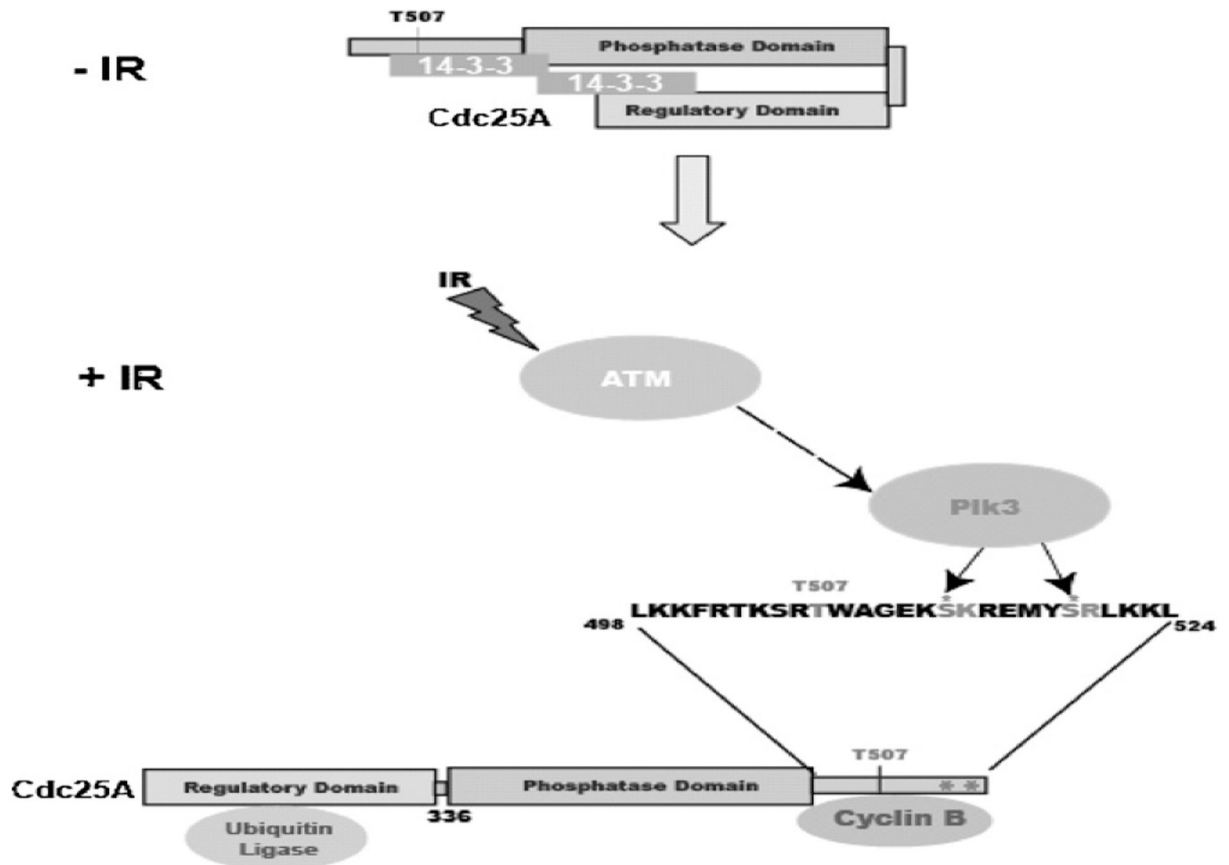 T507
Phosphatase Domain
- IR
14-3-3
14-3-3
Cdc25A
Regulatory Domain
IR
+ IR
ATM
Plk3
T507
* *
498 LKKFRTKSRTWAGEKSKREMYSRLKKL 524
T507
Cdc25A
Regulatory Domain
Phosphatase Domain
* *
336
Cyclin B
Ubiquitin
Ligase